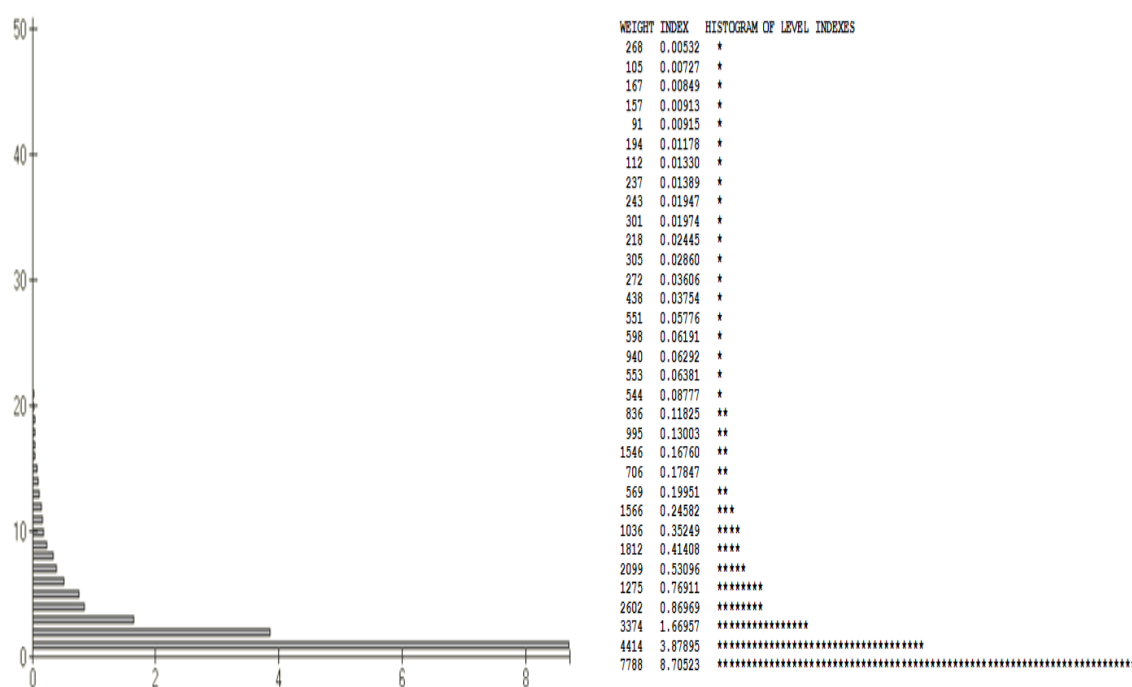 50
40
30
20
10
0
0 2 4 6 8
WEIGHT INDEX HISTOGRAM OF LEVEL INDEXES
268 0.00532 *
105 0.00727 *
167 0.00849 *
157 0.00913 *
91 0.00915 *
194 0.01178 *
112 0.01330 *
237 0.01389 *
243 0.01947 *
301 0.01974 *
218 0.02445 *
305 0.02860 *
272 0.03606 *
438 0.03754 *
551 0.05776 *
598 0.06191 *
940 0.06292 *
553 0.06381 *
544 0.08777 *
836 0.11825 **
995 0.13003 **
1546 0.16760 **
706 0.17847 **
569 0.19951 **
1566 0.24582 ***
1036 0.35249 ****
1812 0.41408 ****
2099 0.53096 *****
1275 0.76911 ********
2602 0.86969 ********
3374 1.66957 ****************
4414 3.87895 *************************************
7788 8.70523 **************************************************************************